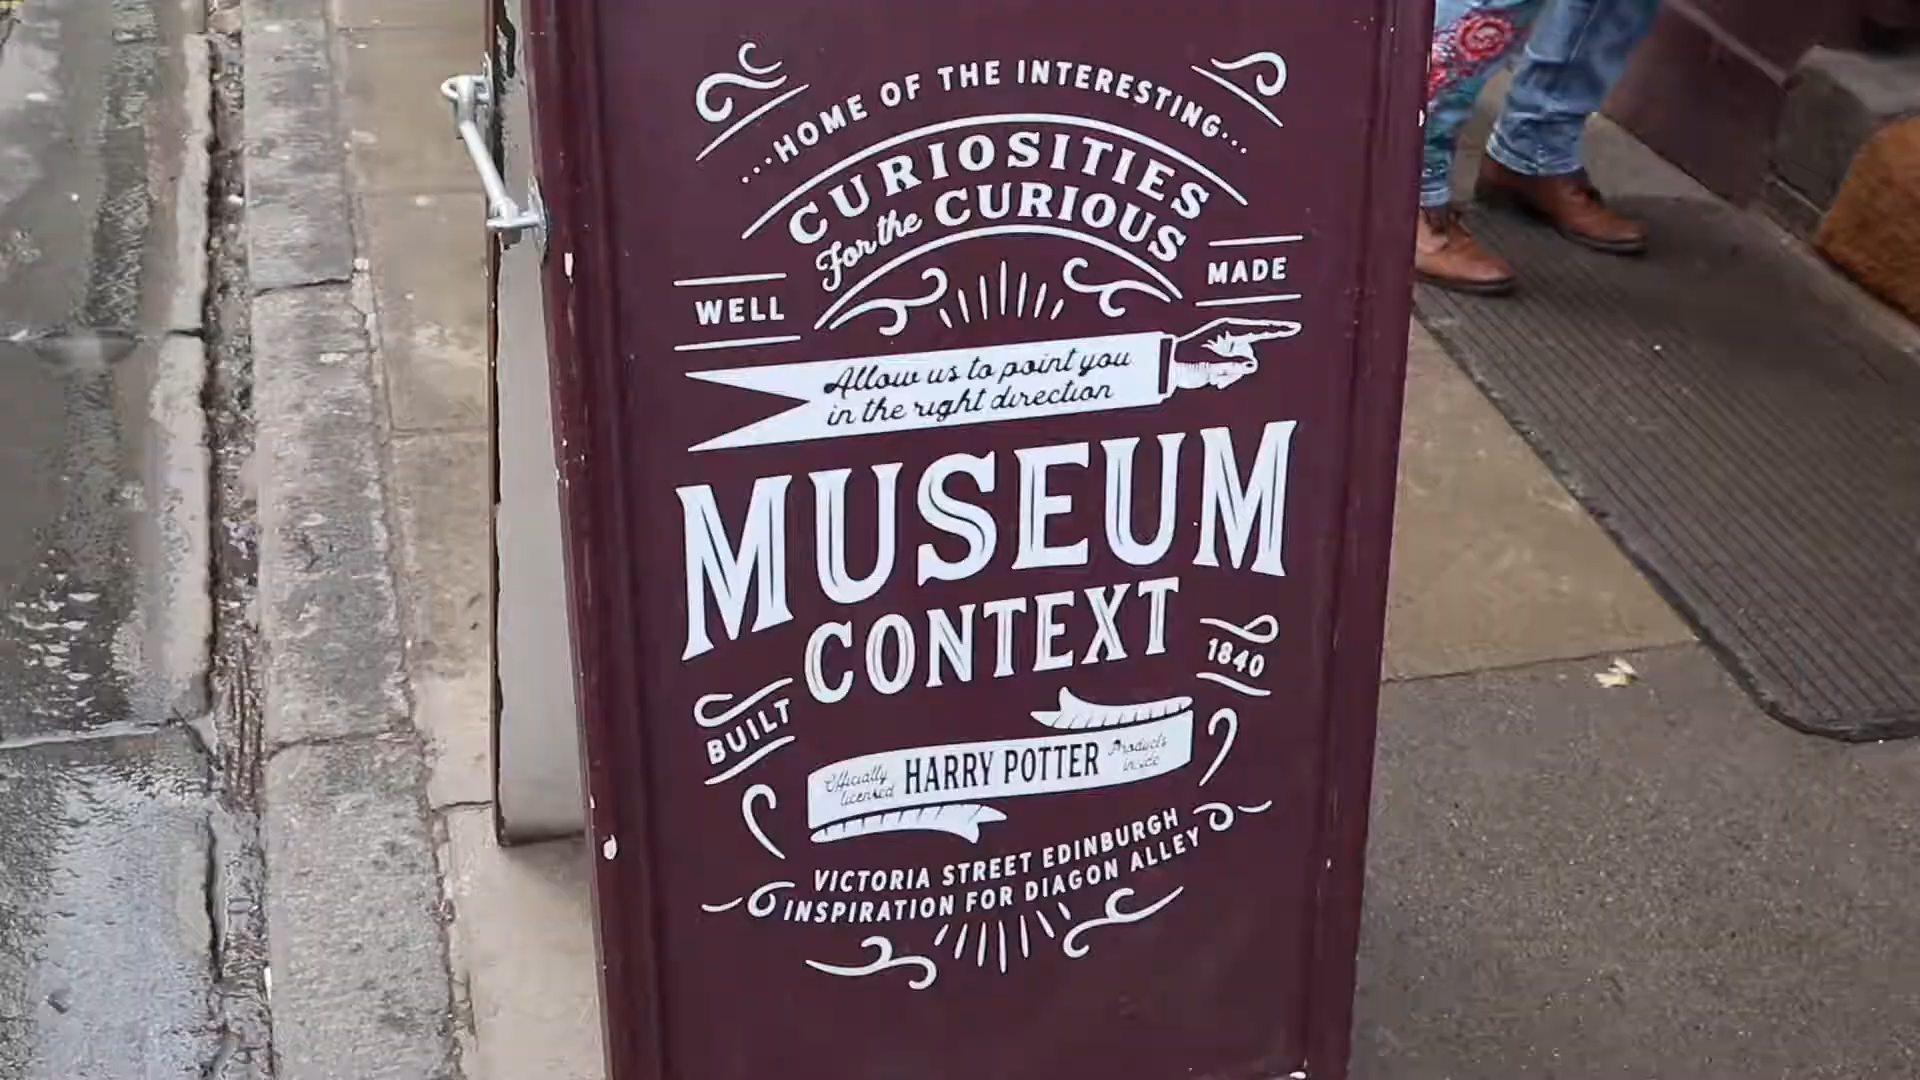 ...HOME OF THE INTERESTING...
CURIOSITIES
For the CURIOUS
WELL
MADE
Allow us to point you
in the right direction
MUSEUM
CONTEXT
BUILT
1840
Officially licensed HARRY POTTER Products inside
VICTORIA STREET EDINBURGH
INSPIRATION FOR DIAGON ALLEY